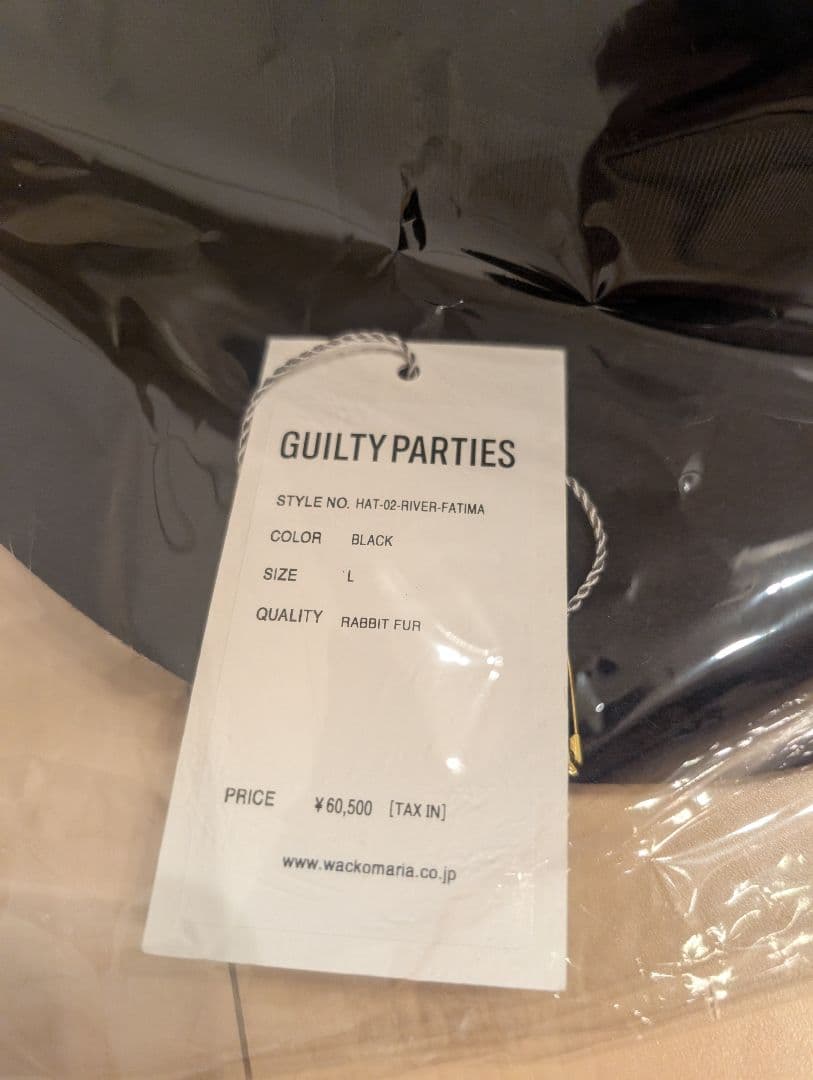 GUILTY PARTIES
STYLE NO. HAT-02-RIVER-FATIMA
COLOR BLACK
SIZE L
QUALITY RABBIT FUR
PRICE ¥60,500 [TAX IN]
www.wackomaria.co.jp